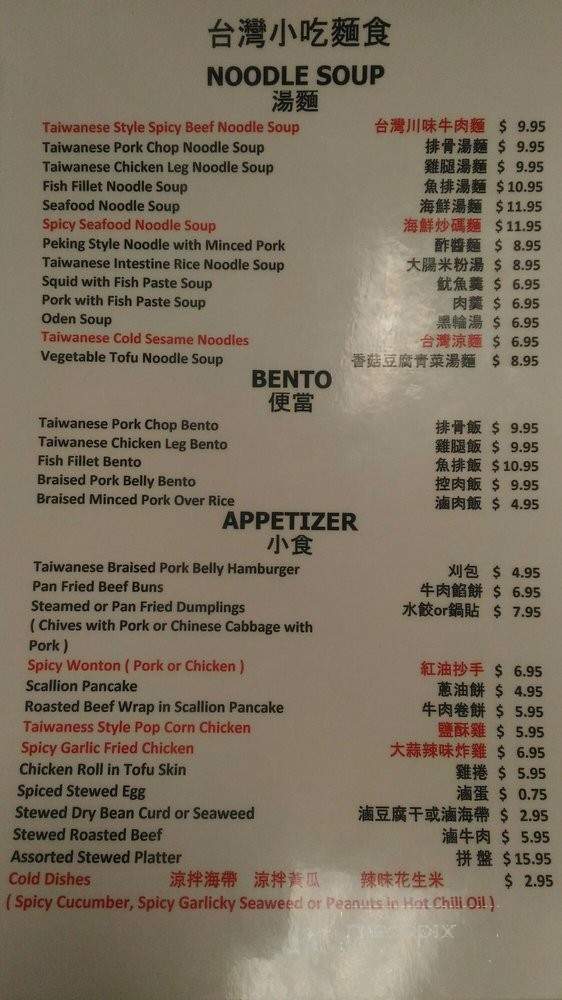 台灣小吃麵食
NOODLE SOUP
湯麵
Taiwanese Style Spicy Beef Noodle Soup 台灣川味牛肉麵 $ 9.95
Taiwanese Pork Chop Noodle Soup 排骨湯麵 $ 9.95
Taiwanese Chicken Leg Noodle Soup 雞腿湯麵 $ 9.95
Fish Fillet Noodle Soup 魚排湯麵 $10.95
Seafood Noodle Soup 海鮮湯麵 $11.95
Spicy Seafood Noodle Soup 海鮮炒碼麵 $11.95
Peking Style Noodle with Minced Pork 酢醬麵 $ 8.95
Taiwanese Intestine Rice Noodle Soup 大腸米粉湯 $ 8.95
Squid with Fish Paste Soup 魷魚羹 $ 6.95
Pork with Fish Paste Soup 肉羹 $ 6.95
Oden Soup 黑輪湯 $ 6.95
Taiwanese Cold Sesame Noodles 台灣涼麵 $ 6.95
Vegetable Tofu Noodle Soup 香菇豆腐青菜湯麵 $ 8.95
BENTO
便當
Taiwanese Pork Chop Bento 排骨飯 $ 9.95
Taiwanese Chicken Leg Bento 雞腿飯 $ 9.95
Fish Fillet Bento 魚排飯 $10.95
Braised Pork Belly Bento 控肉飯 $ 9.95
Braised Minced Pork Over Rice 滷肉飯 $ 4.95
APPETIZER
小食
Taiwanese Braised Pork Belly Hamburger 刈包 $ 4.95
Pan Fried Beef Buns 牛肉餡餅 $ 6.95
Steamed or Pan Fried Dumplings 水餃or鍋貼 $ 7.95
( Chives with Pork or Chinese Cabbage with
Pork )
Spicy Wonton ( Pork or Chicken ) 紅油抄手 $ 6.95
Scallion Pancake 蔥油餅 $ 4.95
Roasted Beef Wrap in Scallion Pancake 牛肉卷餅 $ 5.95
Taiwaness Style Pop Corn Chicken 鹽酥雞 $ 5.95
Spicy Garlic Fried Chicken 大蒜辣味炸雞 $ 6.95
Chicken Roll in Tofu Skin 雞捲 $ 5.95
Spiced Stewed Egg 滷蛋 $ 0.75
Stewed Dry Bean Curd or Seaweed 滷豆腐干或滷海帶 $ 2.95
Stewed Roasted Beef 滷牛肉 $ 5.95
Assorted Stewed Platter 拼盤 $15.95
Cold Dishes 涼拌海帶 涼拌黃瓜 辣味花生米 $ 2.95
( Spicy Cucumber, Spicy Garlicky Seaweed or Peanuts in Hot Chili Oil )